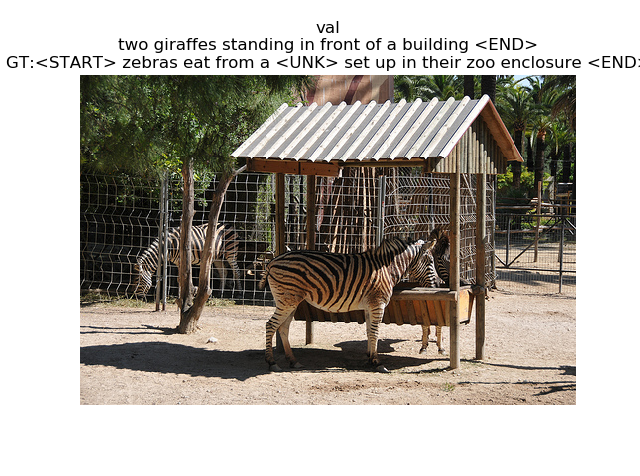 val
two giraffes standing in front of a building <END>
GT:<START> zebras eat from a <UNK> set up in their zoo enclosure <END>